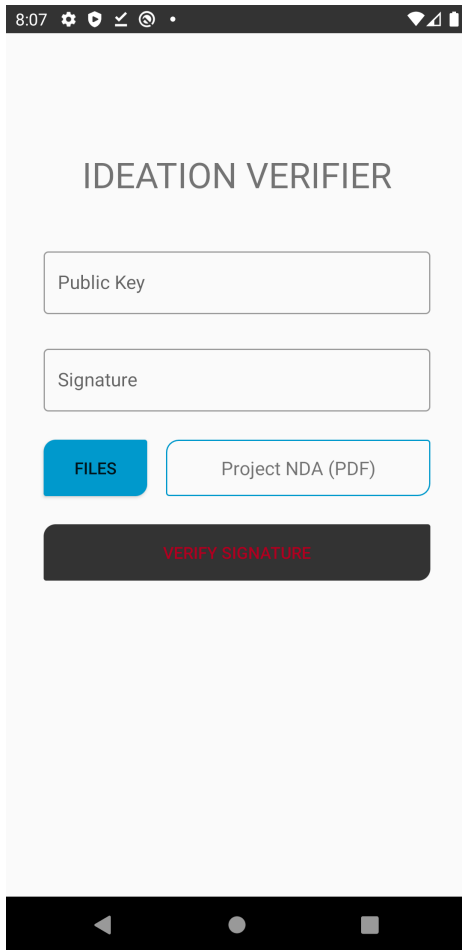 8:07
IDEATION VERIFIER
Public Key
Signature
FILES
Project NDA (PDF)
VERIFY SIGNATURE